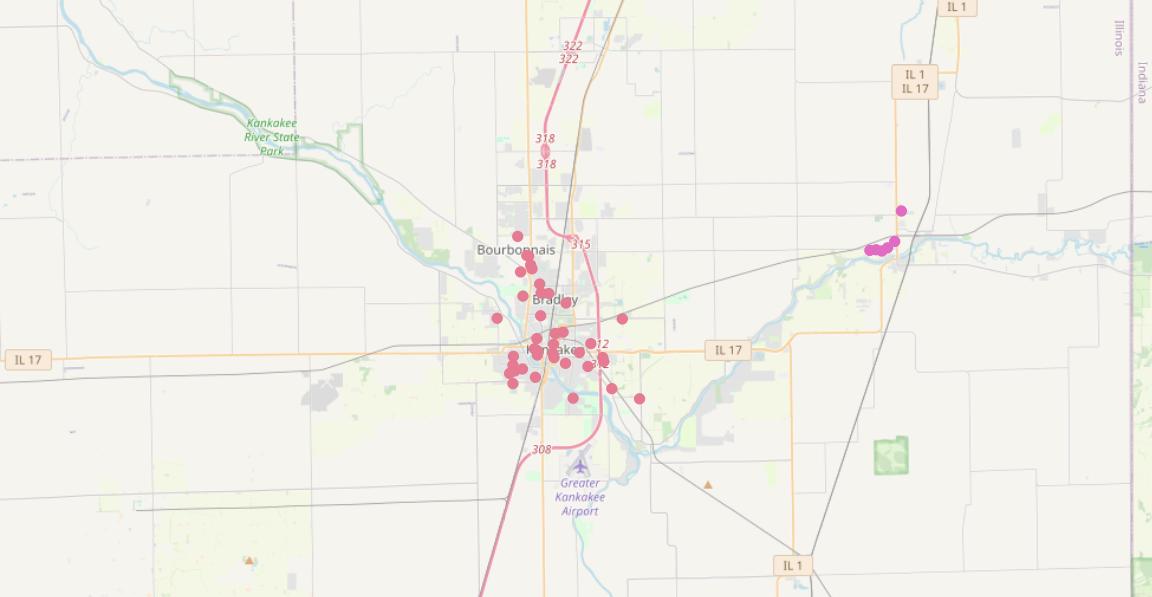 IL 1
Illinois
322
322
Indiana
IL 1
IL 17
Kankakee
River State
Park
318
318
315
Bourbonnais
Bradley
IL 17
IL 17
308
Greater
Kankakee
Airport
IL 1